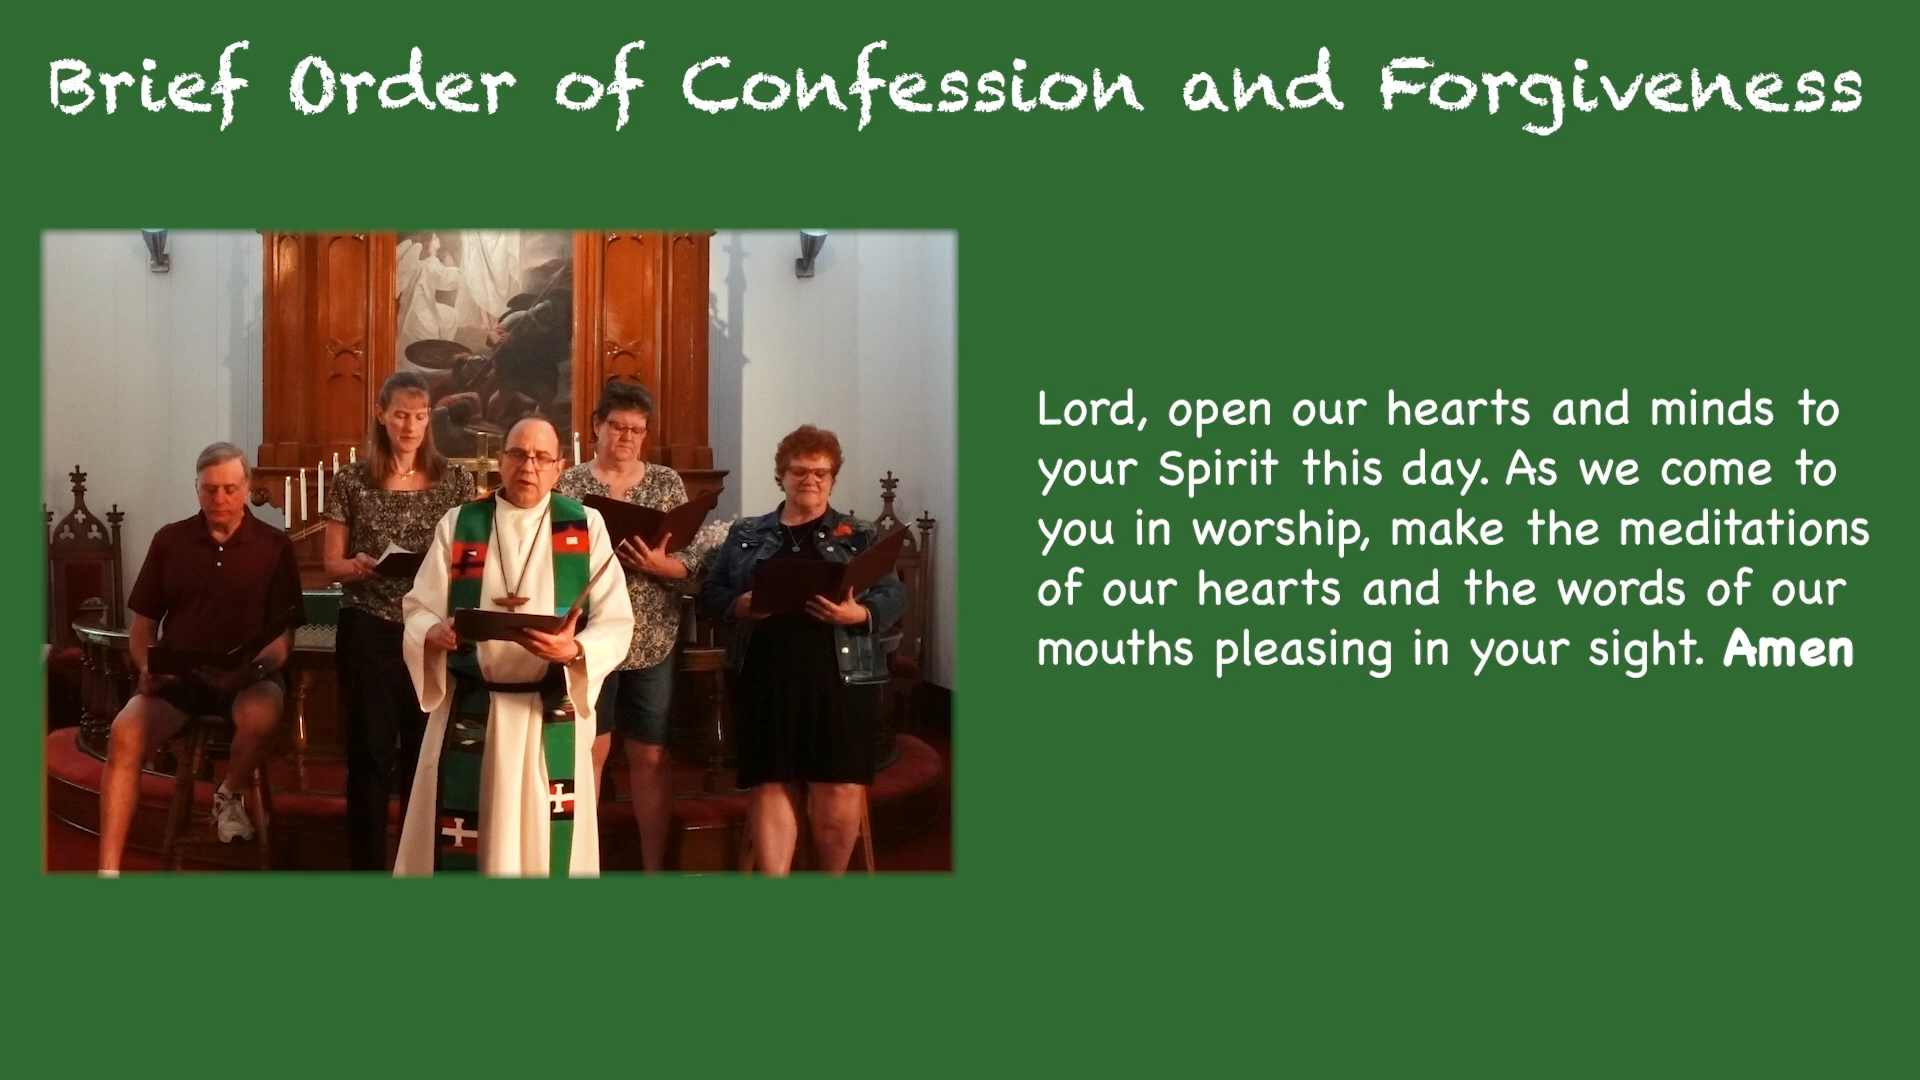 Brief Order of Confession and Forgiveness
Lord, open our hearts and minds to
your Spirit this day. As we come to
you in worship, make the meditations
of our hearts and the words of our
mouths pleasing in your sight. Amen